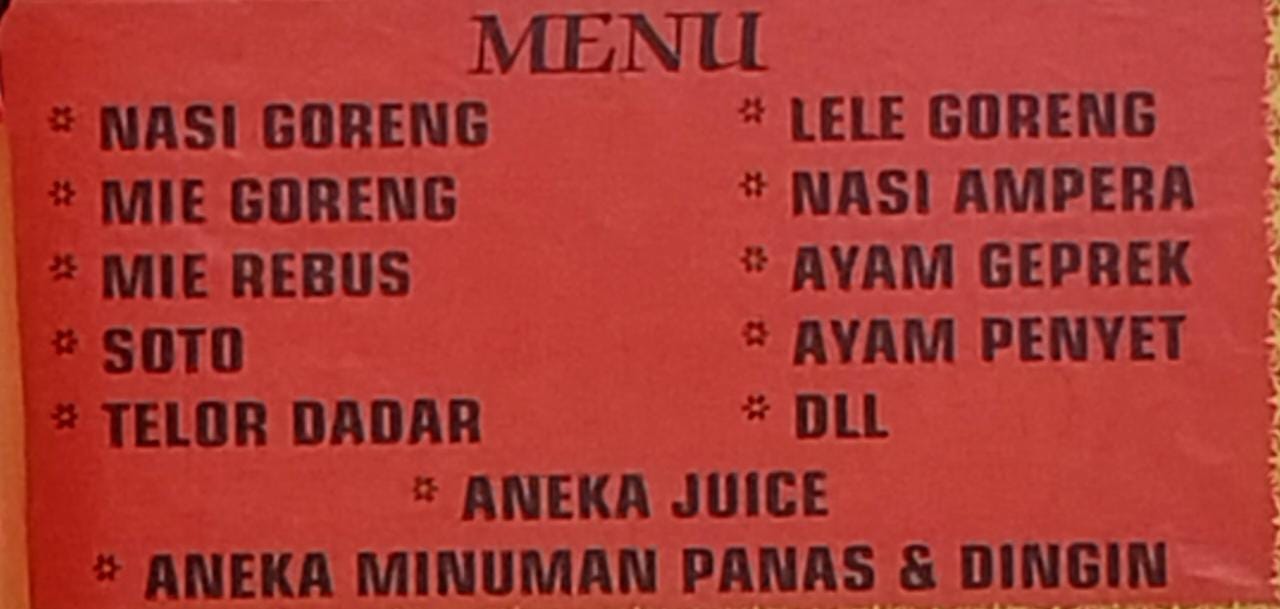 MENU
NASI GORENG
MIE GORENG
MIE REBUS
SOTO
TELOR DADAR
LELE GORENG
NASI AMPERA
AYAM GEPREK
AYAM PENYET
DLL
ANEKA JUICE
ANEKA MINUMAN PANAS & DINGIN